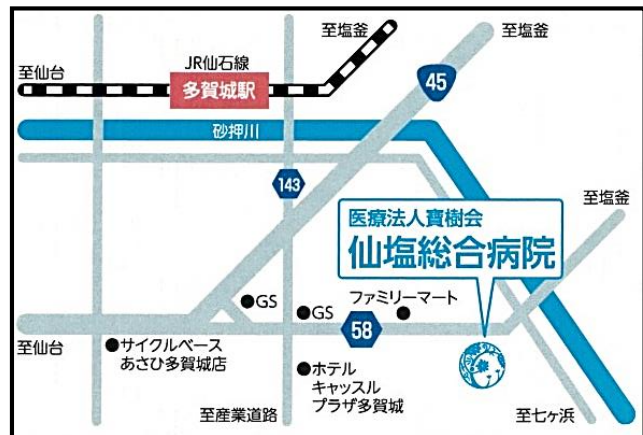 至塩釜
至塩釜
JR仙石線
至仙台
多賀城駅
45
砂押川
143
至塩釜
医療法人寶樹会
仙塩総合病院
GS
GS
ファミリーマート
58
至仙台
サイクルベース
あさひ多賀城店
ホテル
キャッスル
プラザ多賀城
至産業道路
至七ヶ浜